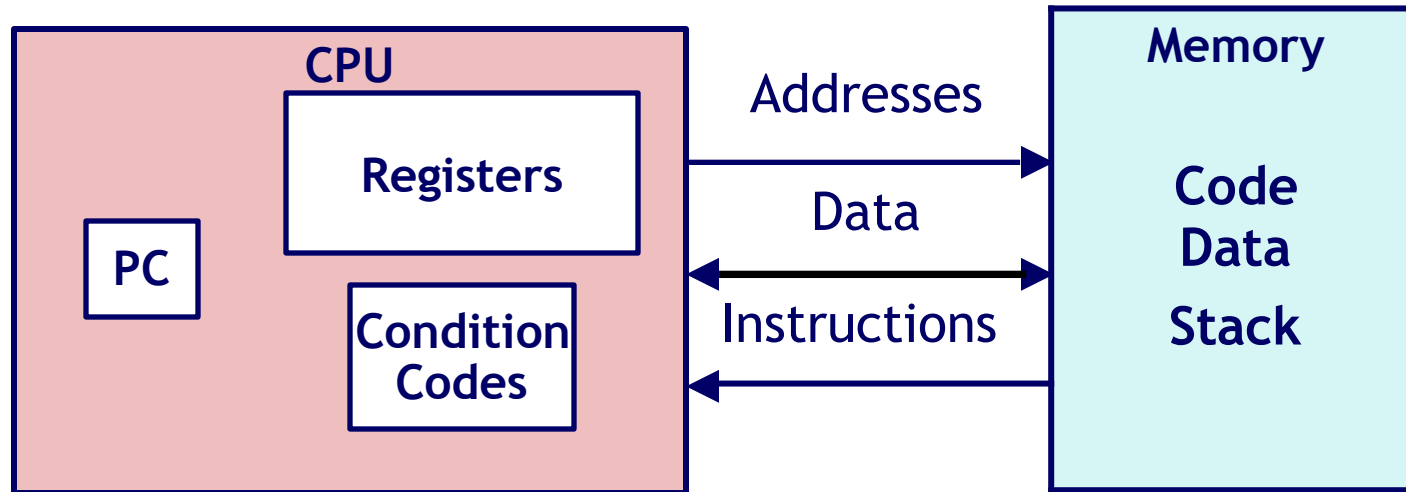 CPU
Registers
PC
Condition
Codes
Addresses
Data
Instructions
Memory
Code
Data
Stack